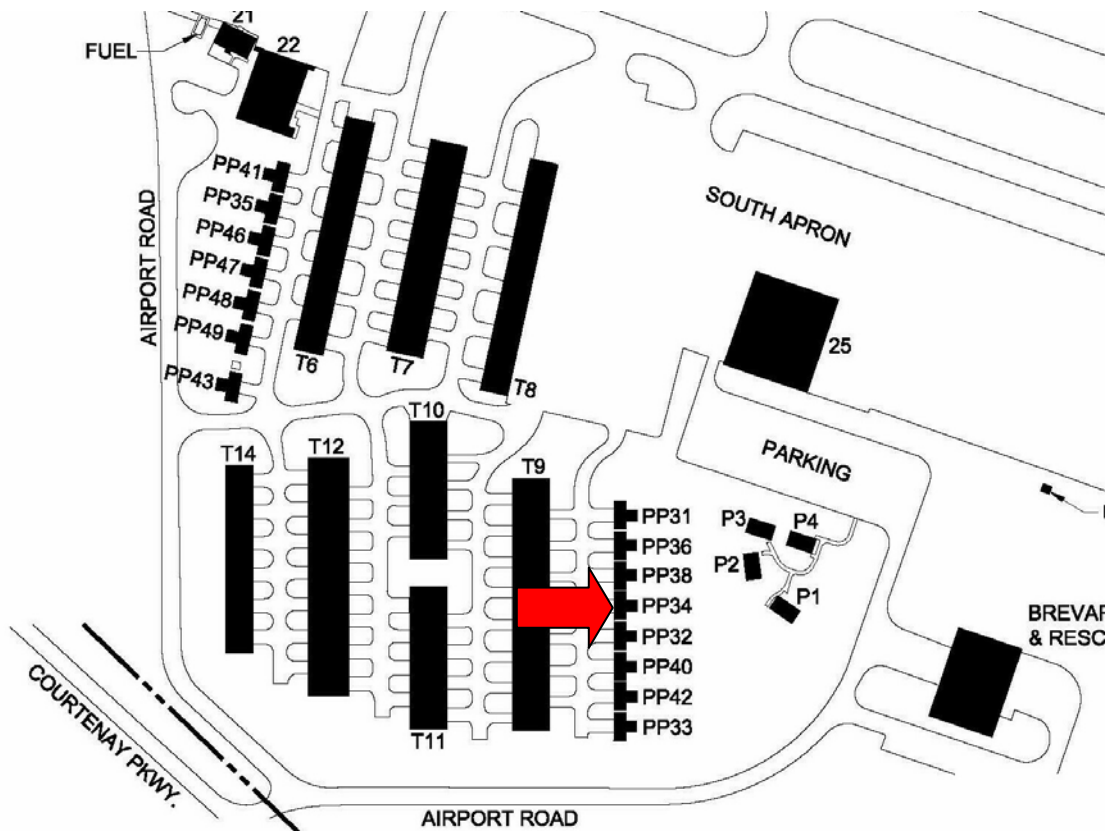 21
FUEL
22
PP41
PP35
PP46
PP47
PP48
PP49
PP43
AIRPORT ROAD
T6
T7
T8
SOUTH APRON
25
T10
T14
T12
T9
PARKING
PP31
PP36
PP38
PP34
PP32
PP40
PP42
PP33
P3
P4
P2
P1
BREVAR
& RESC
T11
COURTENAY PKWY.
AIRPORT ROAD